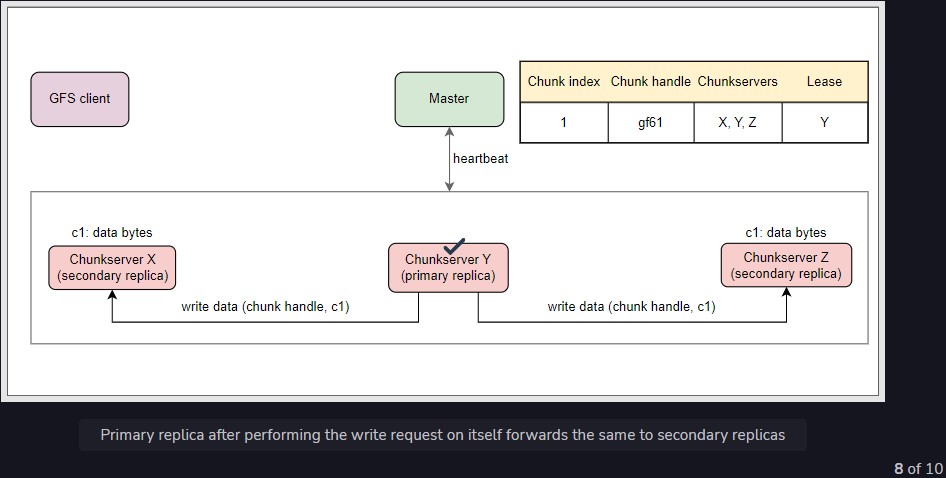 GFS client
Master
Chunk index Chunk handle Chunkservers Lease
1 gf61 X, Y, Z Y
heartbeat
c1: data bytes
Chunkserver X
(secondary replica)
Chunkserver Y
(primary replica)
c1: data bytes
Chunkserver Z
(secondary replica)
write data (chunk handle, c1)
write data (chunk handle, c1)
Primary replica after performing the write request on itself forwards the same to secondary replicas
8 of 10